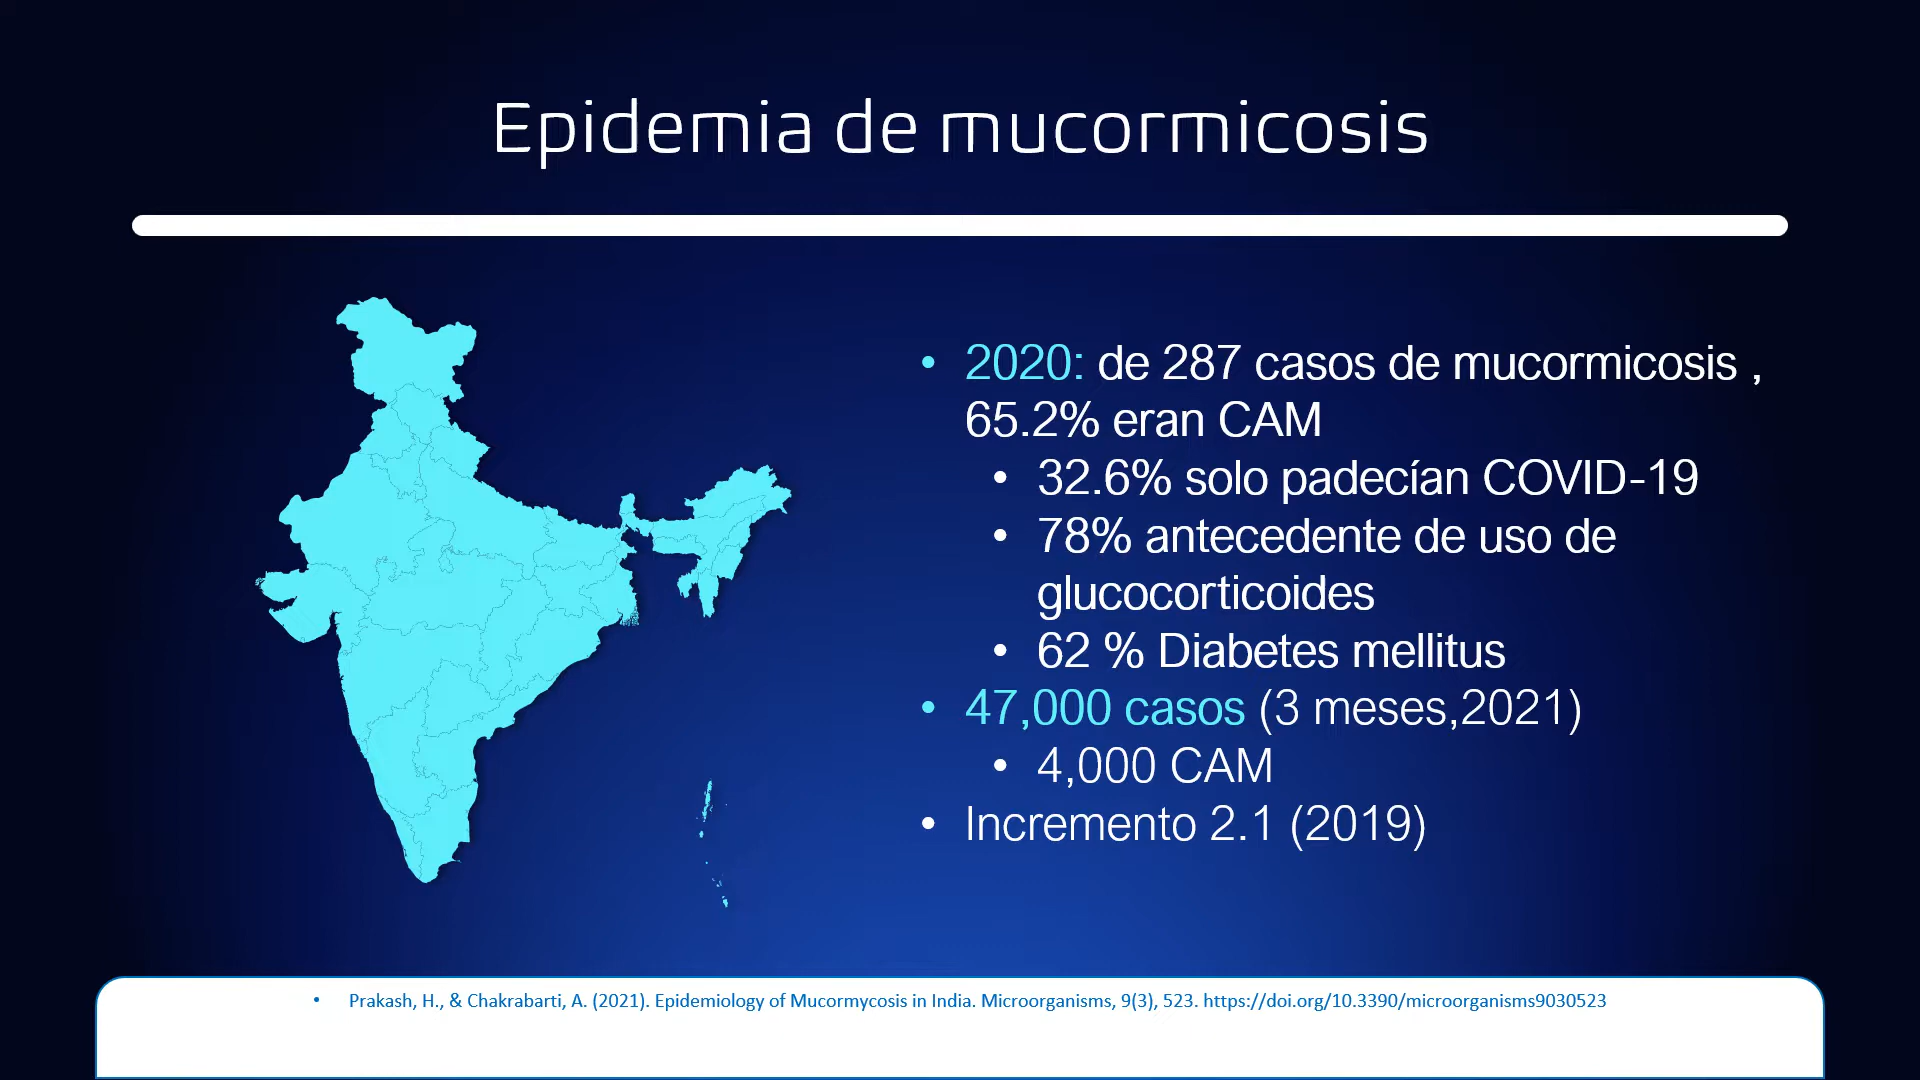 Epidemia de mucormicosis
• 2020: de 287 casos de mucormicosis ,
65.2% eran CAM
• 32.6% solo padecían COVID-19
• 78% antecedente de uso de
glucocorticoides
• 62 % Diabetes mellitus
• 47,000 casos (3 meses,2021)
• 4,000 CAM
• Incremento 2.1 (2019)
• Prakash, H., & Chakrabarti, A. (2021). Epidemiology of Mucormycosis in India. Microorganisms, 9(3), 523. https://doi.org/10.3390/microorganisms9030523